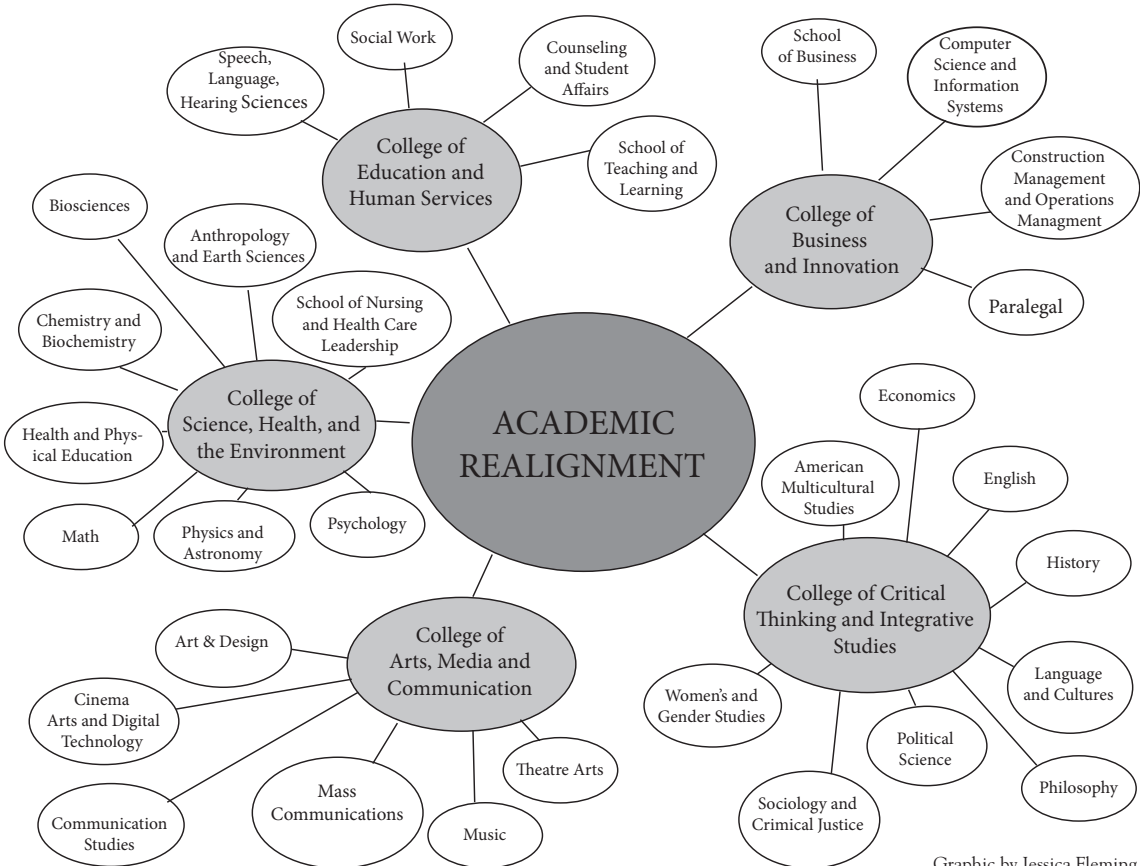 Social Work
Speech,
Language,
Hearing Sciences
Counseling
and Student
Affairs
School of
Teaching and
Learning
College of
Education and
Human Services
School
of Business
Computer
Science and
Information
Systems
Construction
Management
and Operations
Managment
Paralegal
College of
Business
and Innovation
Biosciences
Anthropology
and Earth Sciences
School of Nursing
and Health Care
Leadership
Chemistry and
Biochemistry
Health and Phys-
ical Education
Math
Physics and
Astronomy
Psychology
College of
Science, Health, and
the Environment
ACADEMIC
REALIGNMENT
Economics
American
Multicultural
Studies
English
History
Language
and Cultures
Philosophy
Political
Science
Sociology and
Crimical Justice
Women's and
Gender Studies
College of Critical
Thinking and Integrative
Studies
College of
Arts, Media and
Communication
Art & Design
Cinema
Arts and Digital
Technology
Communication
Studies
Mass
Communications
Music
Theatre Arts
Graphic by Jessica Fleming